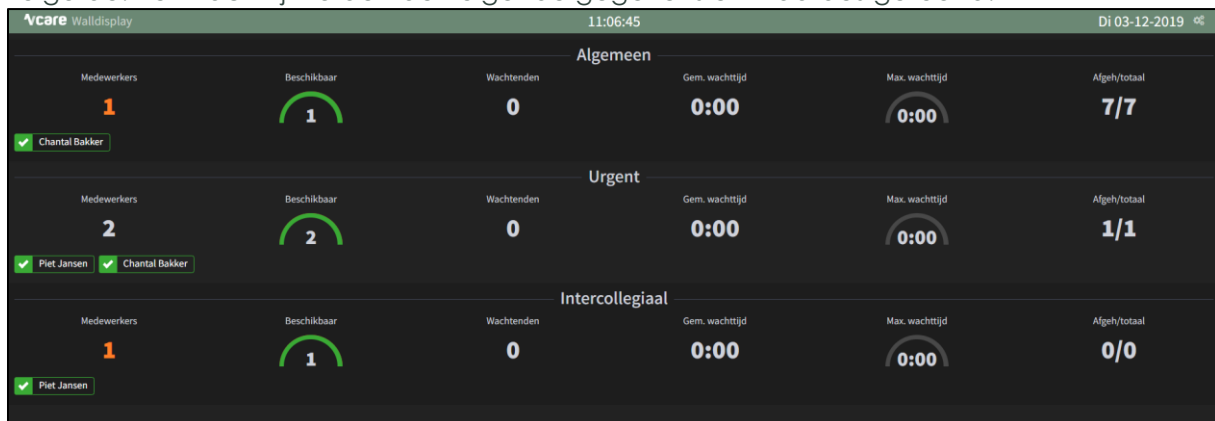 vcare Walldisplay 11:06:45 Di 03-12-2019
Algemeen
Medewerkers Beschikbaar Wachtenden Gem. wachttijd Max. wachttijd Afgeh/totaal
1 1 0 0:00 0:00 7/7
Chantal Bakker
Urgent
Medewerkers Beschikbaar Wachtenden Gem. wachttijd Max. wachttijd Afgeh/totaal
2 2 0 0:00 0:00 1/1
Piet Jansen Chantal Bakker
Intercollegiaal
Medewerkers Beschikbaar Wachtenden Gem. wachttijd Max. wachttijd Afgeh/totaal
1 1 0 0:00 0:00 0/0
Piet Jansen